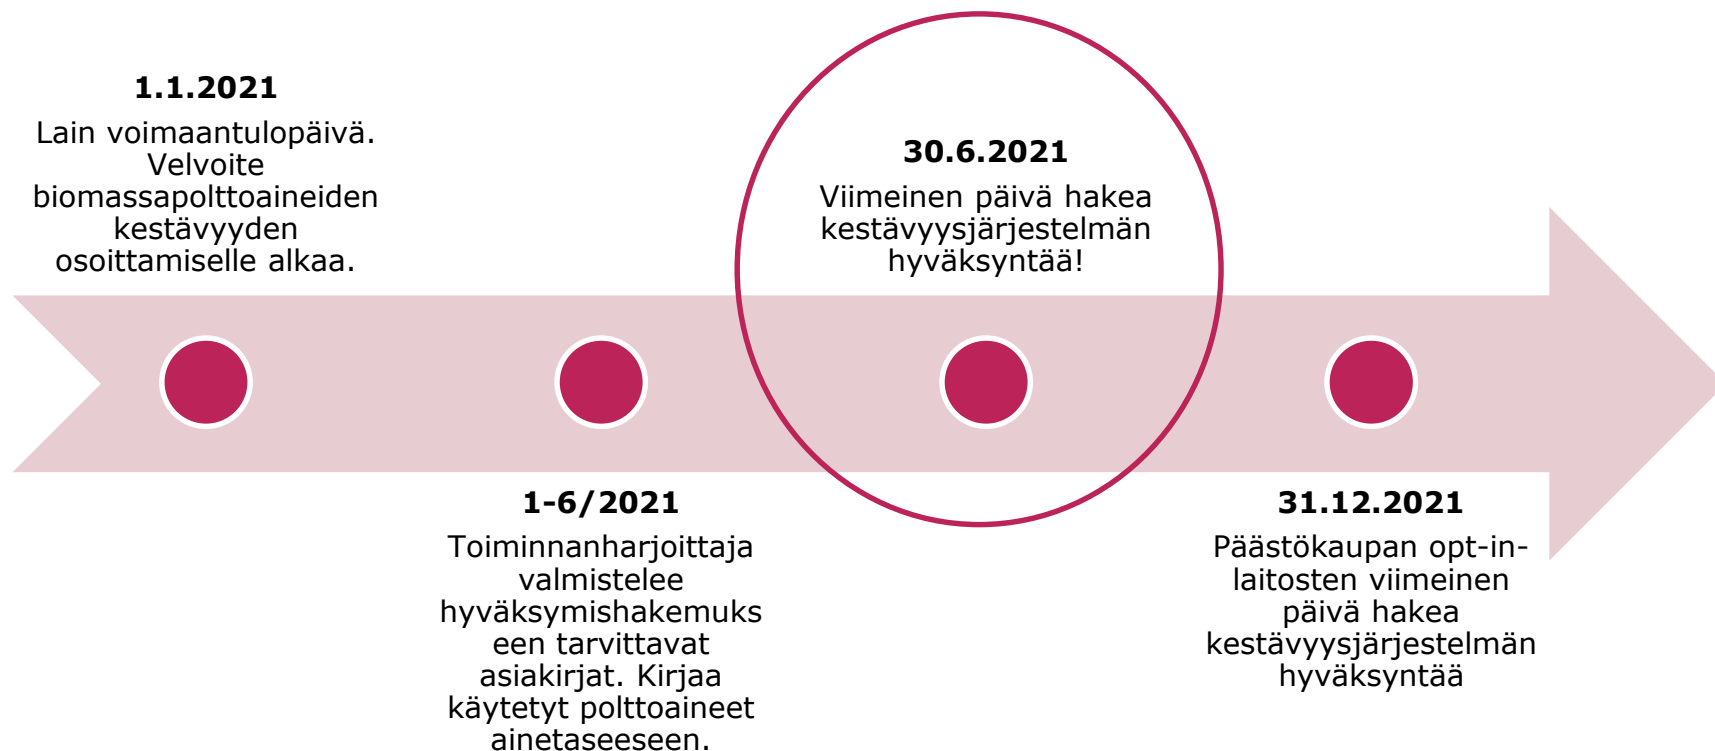 1.1.2021
Lain voimaantulopäivä.
Velvoite
biomassapolttoaineiden
kestävyyden
osoittamiselle alkaa.
1-6/2021
Toiminnanharjoittaja
valmistelee
hyväksymishakemuks
een tarvittavat
asiakirjat. Kirjaa
käytetyt polttoaineet
ainetaseeseen.
30.6.2021
Viimeinen päivä hakea
kestävyysjärjestelmän
hyväksyntää!
31.12.2021
Päästökaupan opt-in-
laitosten viimeinen
päivä hakea
kestävyysjärjestelmän
hyväksyntää